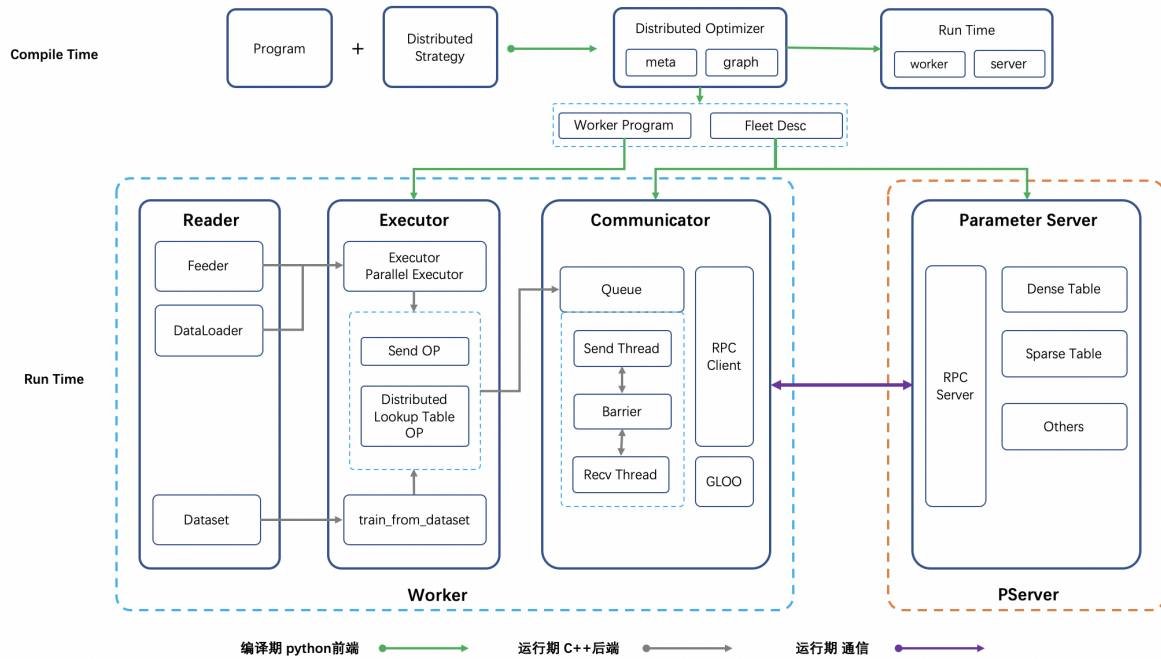 Compile Time
Program
+
Distributed
Strategy
Distributed Optimizer
meta
graph
Run Time
worker
server
Worker Program
Fleet Desc
Run Time
Reader
Feeder
DataLoader
Dataset
Executor
Executor
Parallel Executor
Send OP
Distributed
Lookup Table
OP
train_from_dataset
Communicator
Queue
Send Thread
Barrier
Recv Thread
RPC
Client
GLOO
Worker
Parameter Server
RPC
Server
Dense Table
Sparse Table
Others
PServer
编译期 python前端
运行期 C++后端
运行期 通信